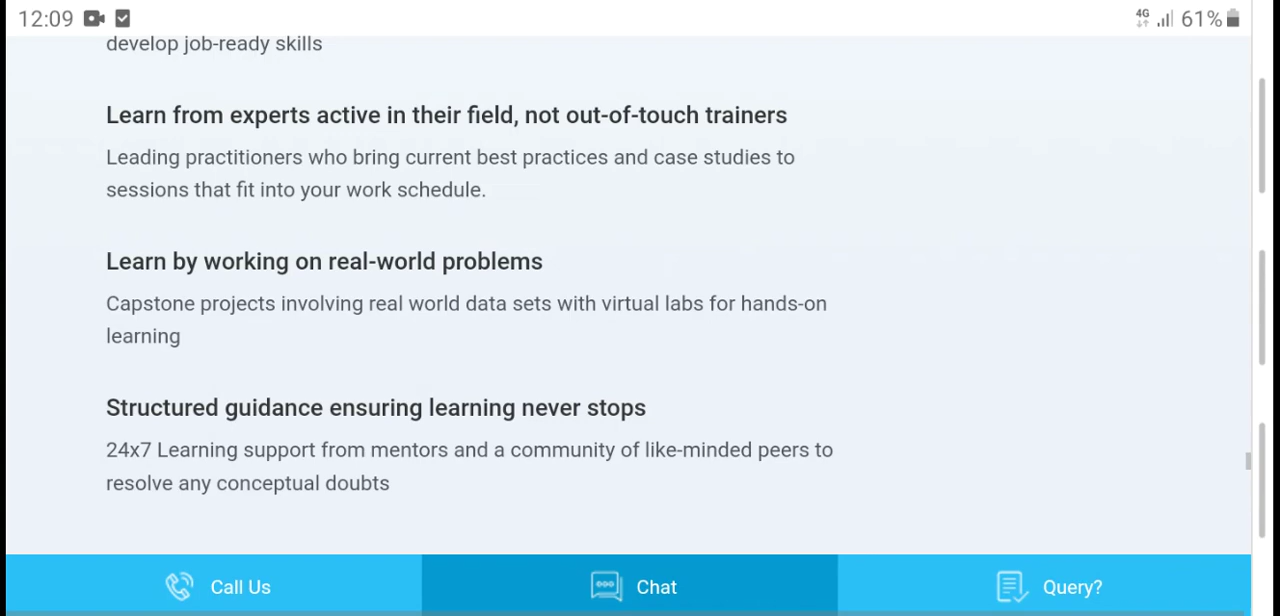 12:09
4G 61%
develop job-ready skills
Learn from experts active in their field, not out-of-touch trainers
Leading practitioners who bring current best practices and case studies to
sessions that fit into your work schedule.
Learn by working on real-world problems
Capstone projects involving real world data sets with virtual labs for hands-on
learning
Structured guidance ensuring learning never stops
24x7 Learning support from mentors and a community of like-minded peers to
resolve any conceptual doubts
Call Us
Chat
Query?